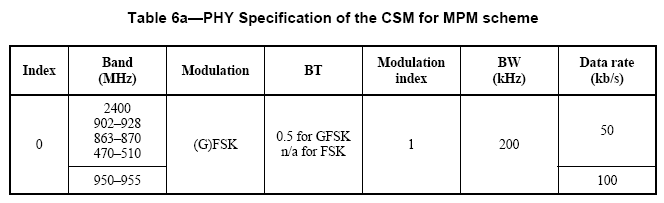 Table 6a—PHY Specification of the CSM for MPM scheme
Index
Band
(MHz)
Modulation
BT
Modulation
index
BW
(kHz)
Data rate
(kb/s)
0
2400
902–928
863–870
470–510
(G)FSK
0.5 for GFSK
n/a for FSK
1
200
50
950–955
100